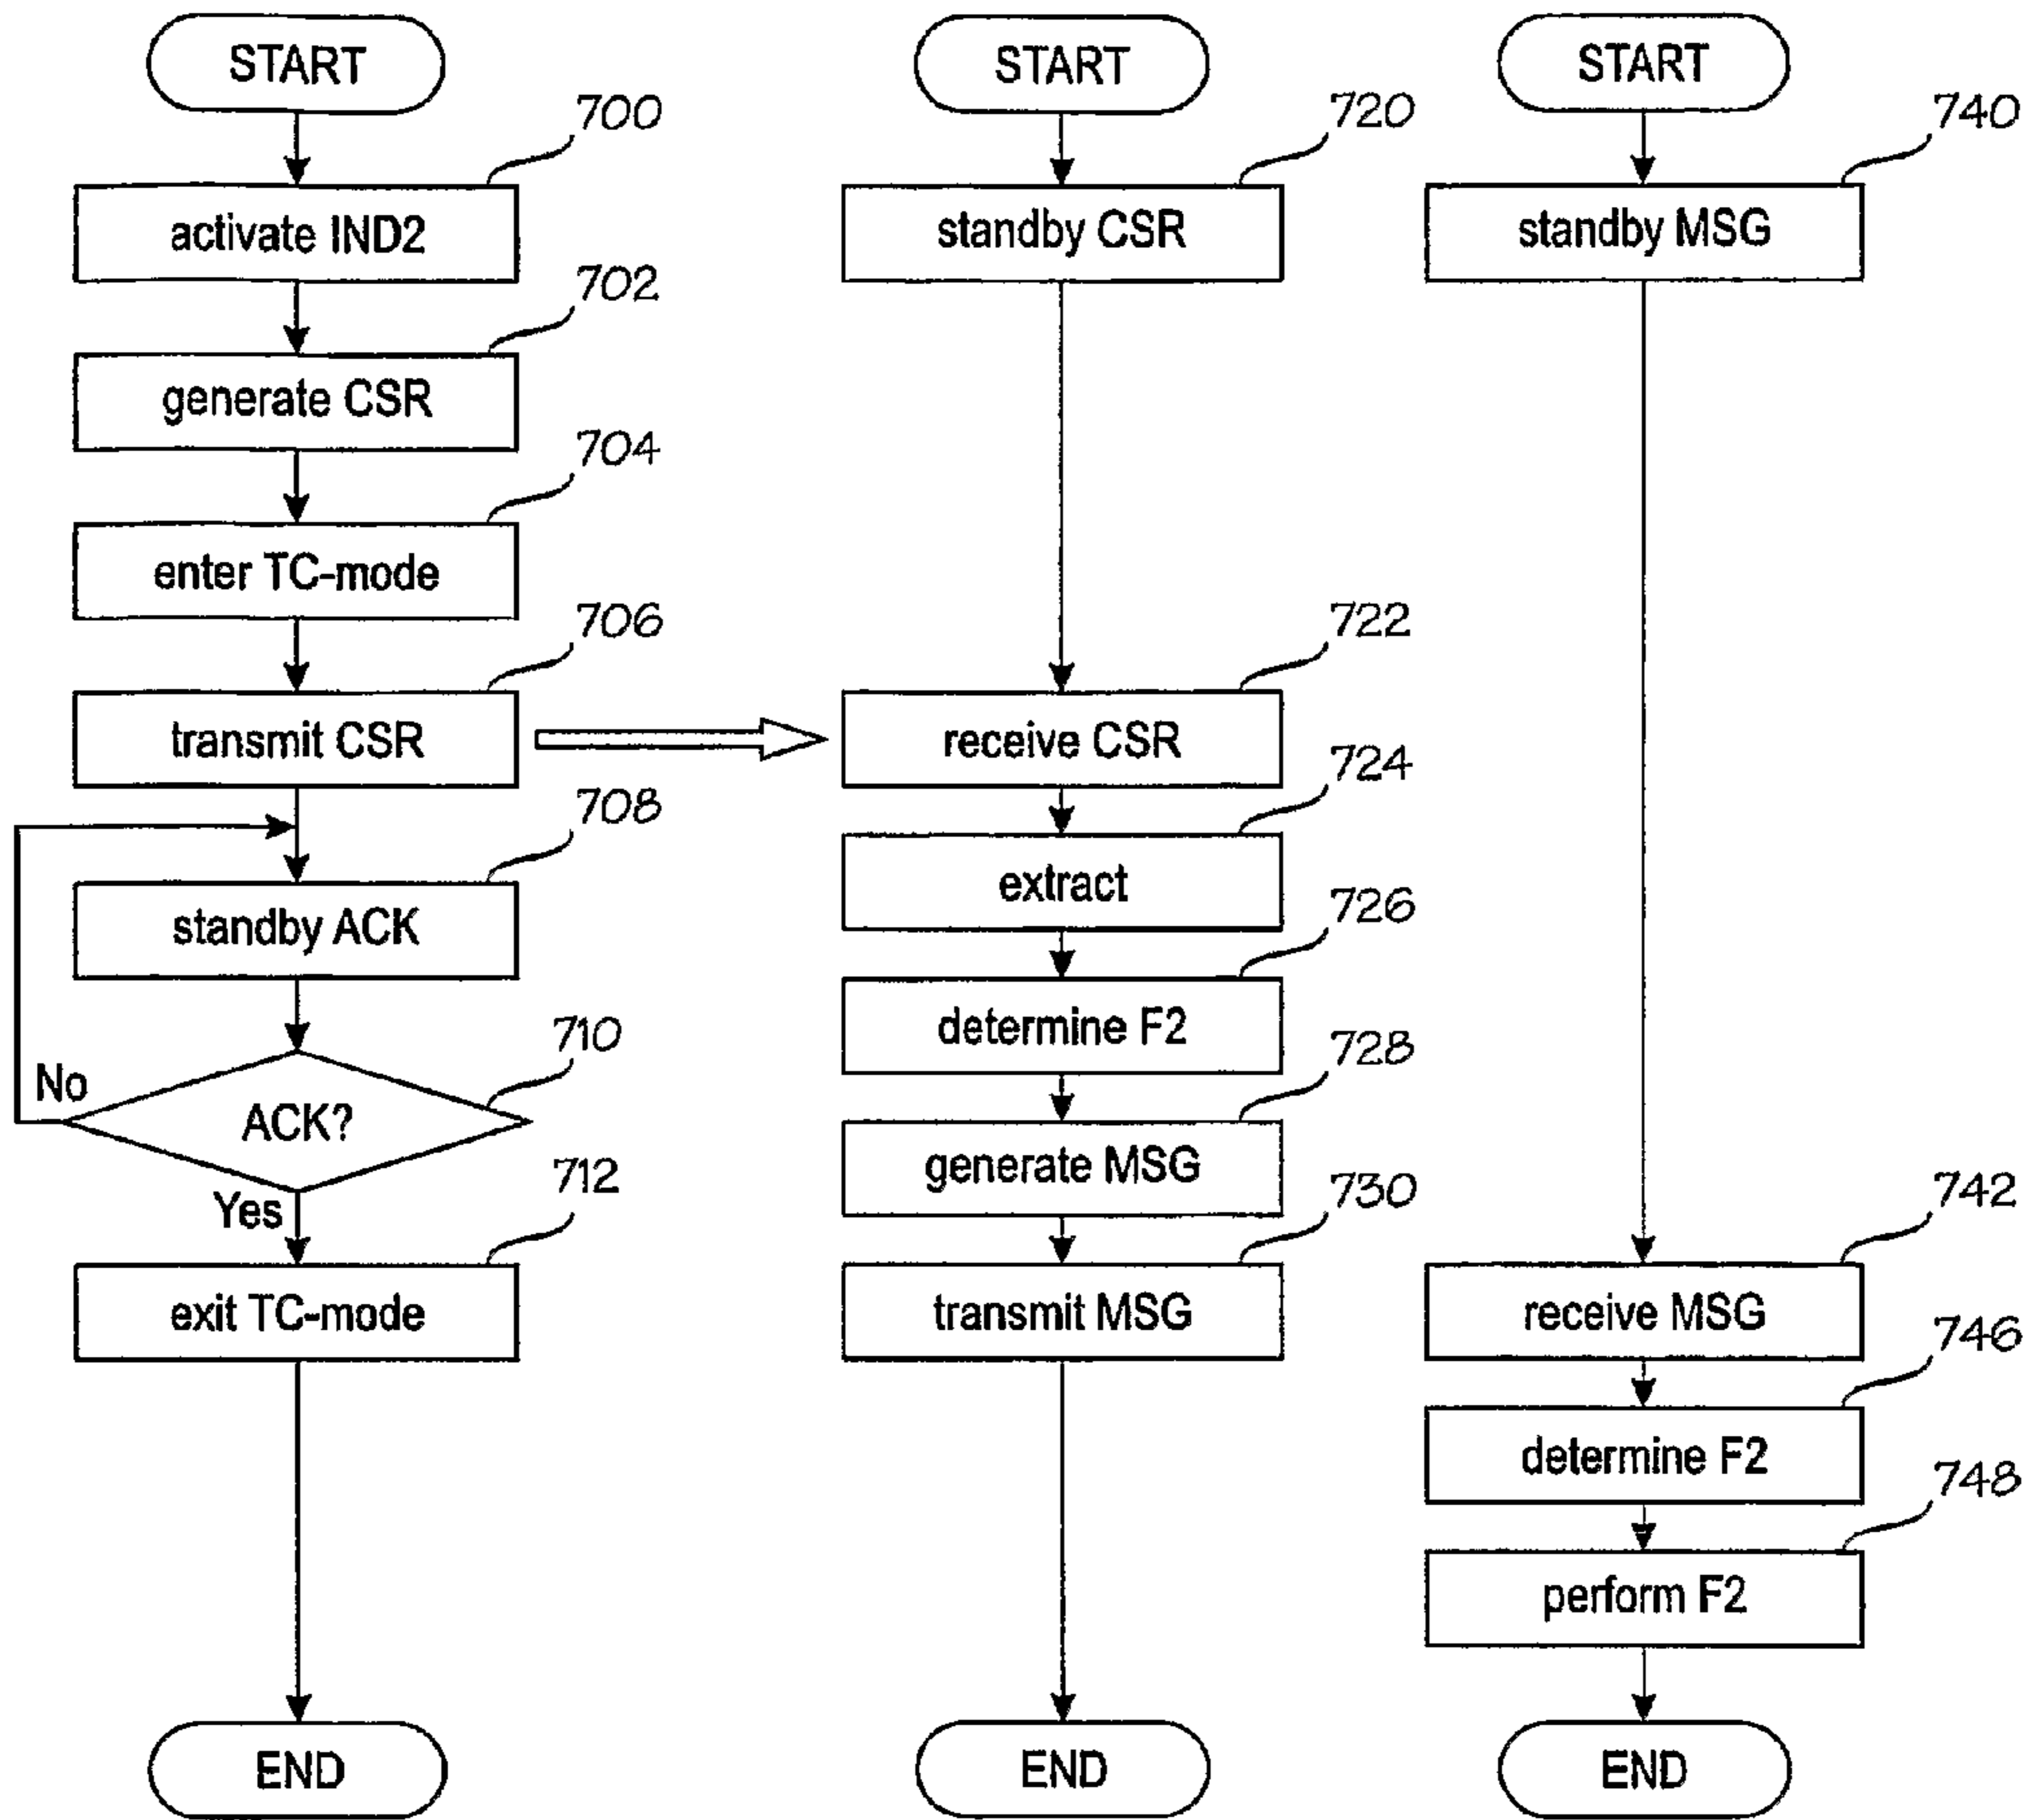 START
700
activate IND2
702
generate CSR
704
enter TC-mode
706
transmit CSR
708
standby ACK
710
No
ACK?
Yes
712
exit TC-mode
END
START
720
standby CSR
722
receive CSR
724
extract
726
determine F2
728
generate MSG
730
transmit MSG
END
START
740
standby MSG
742
receive MSG
746
determine F2
748
perform F2
END